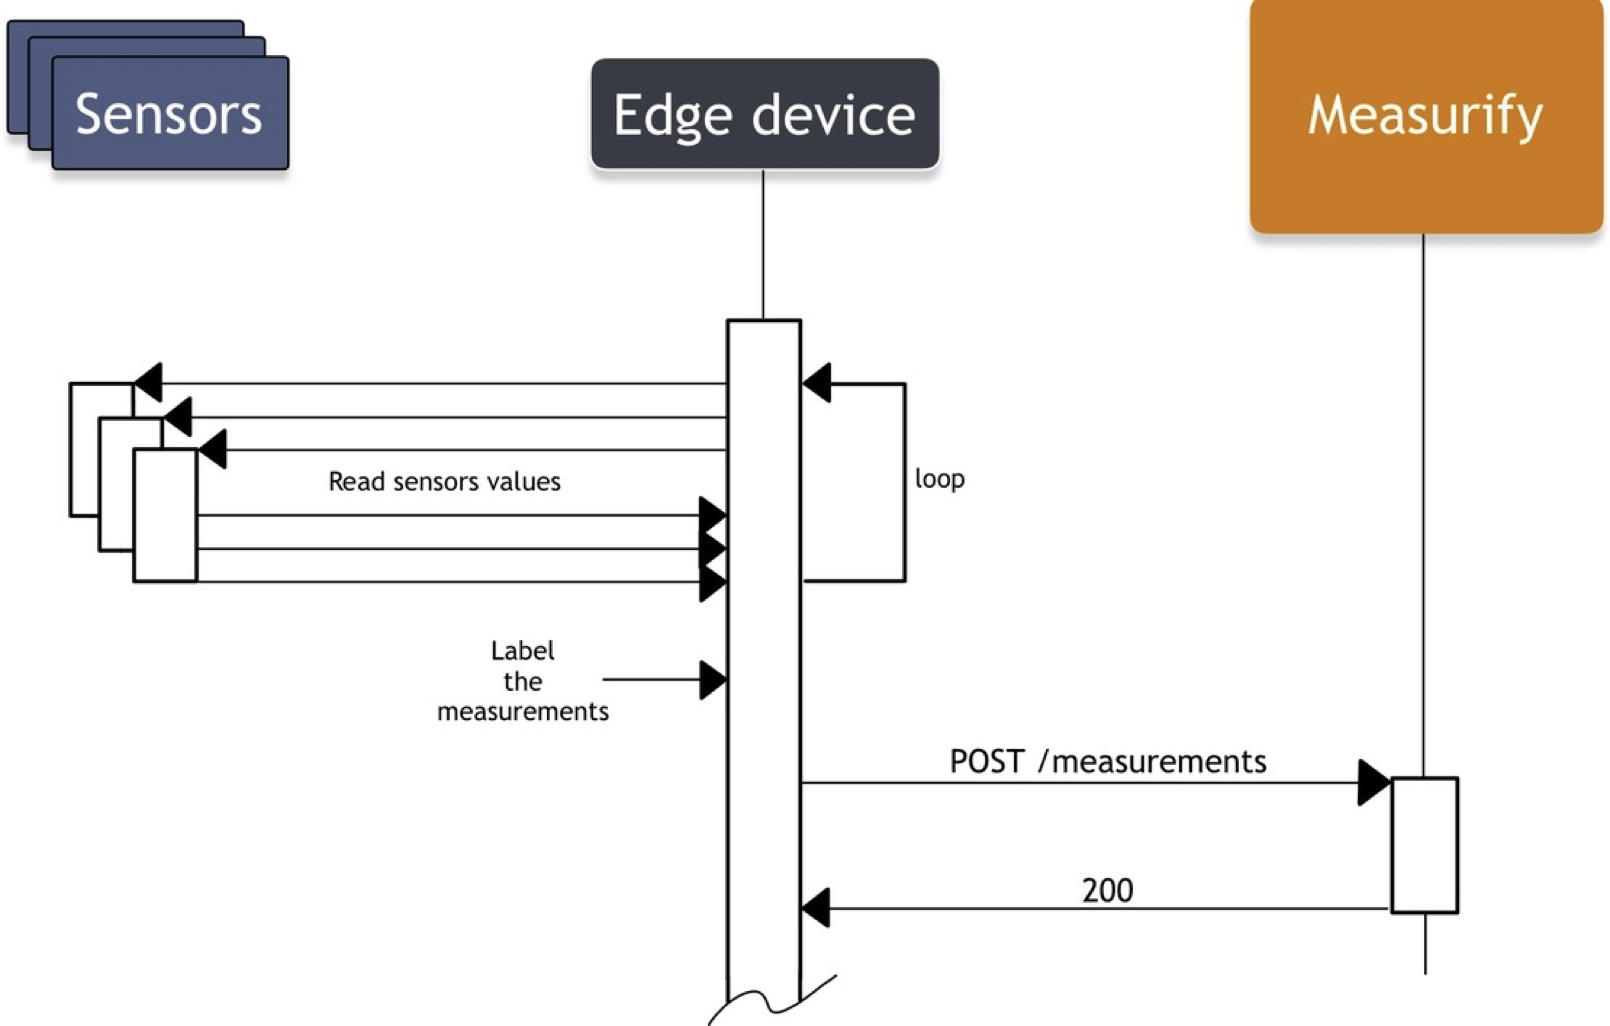 Sensors
Edge device
Measurify
Read sensors values
loop
Label
the
measurements
POST /measurements
200